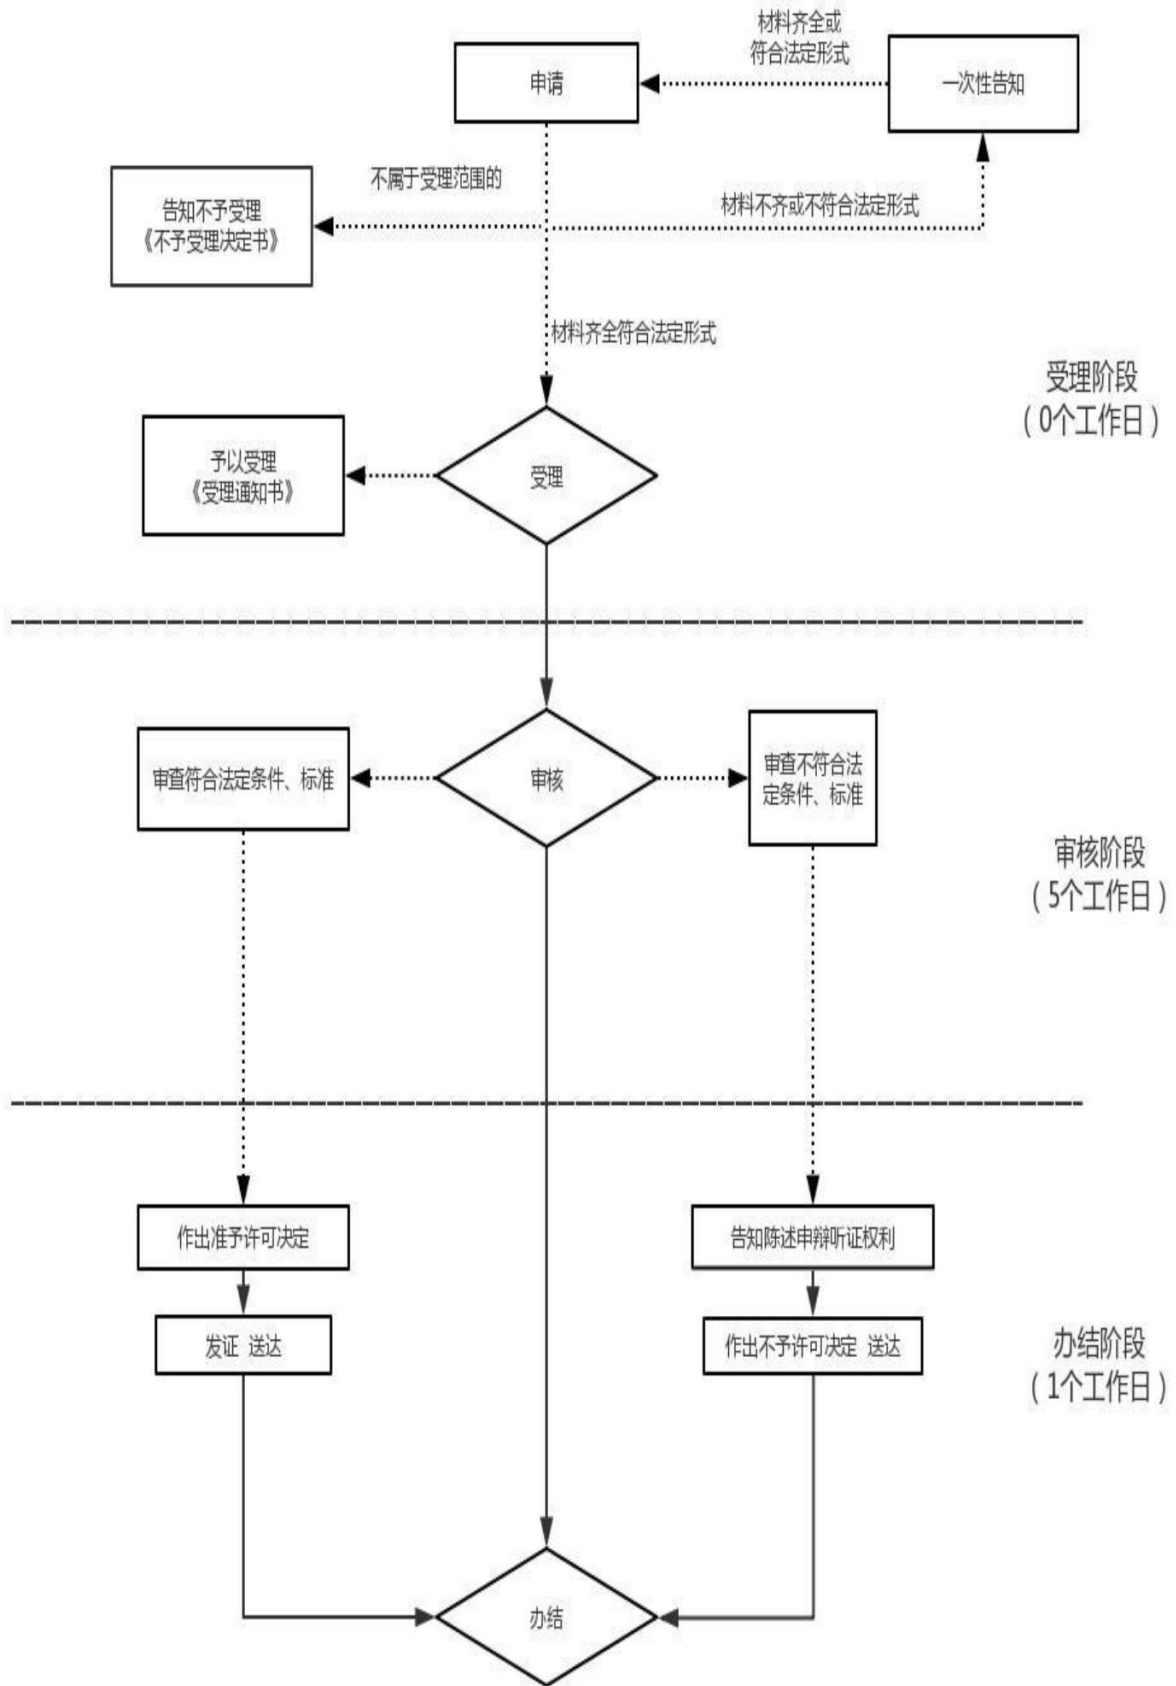 材料齐全或
符合法定形式
申请
一次性告知
不属于受理范围的
告知不予受理
《不予受理决定书》
材料不齐或不符合法定形式
材料齐全符合法定形式
受理阶段
（0个工作日）
予以受理
《受理通知书》
受理
审查符合法定条件、标准
审核
审查不符合法
定条件、标准
审核阶段
（5个工作日）
作出准予许可决定
告知陈述申辩听证权利
发证 送达
作出不予许可决定 送达
办结阶段
（1个工作日）
办结